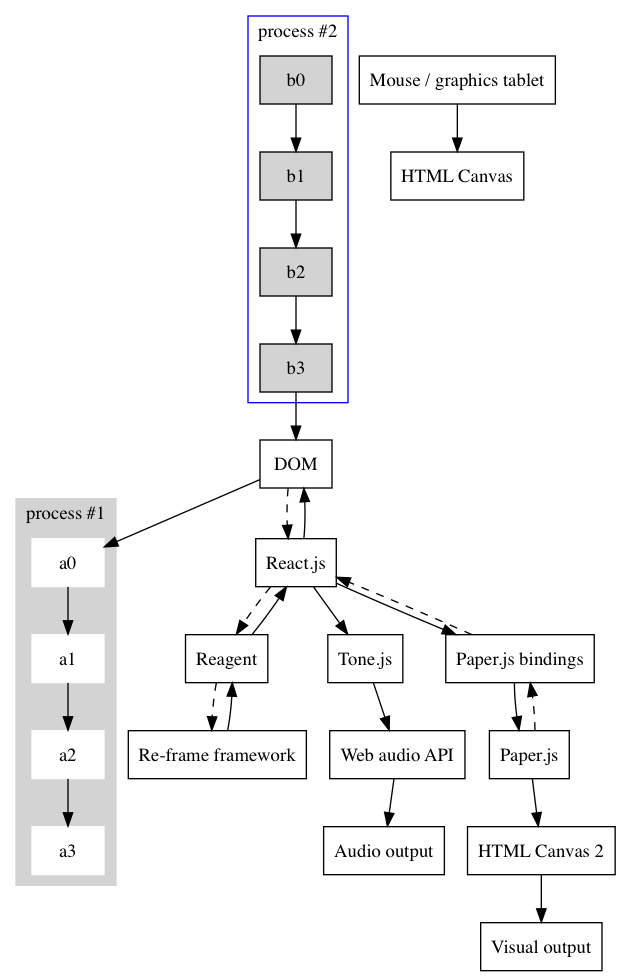 process #2
b0
Mouse / graphics tablet
b1
HTML Canvas
b2
b3
DOM
process #1
a0
React.js
a1
Reagent
Tone.js
Paper.js bindings
a2
Re-frame framework
Web audio API
Paper.js
a3
Audio output
HTML Canvas 2
Visual output